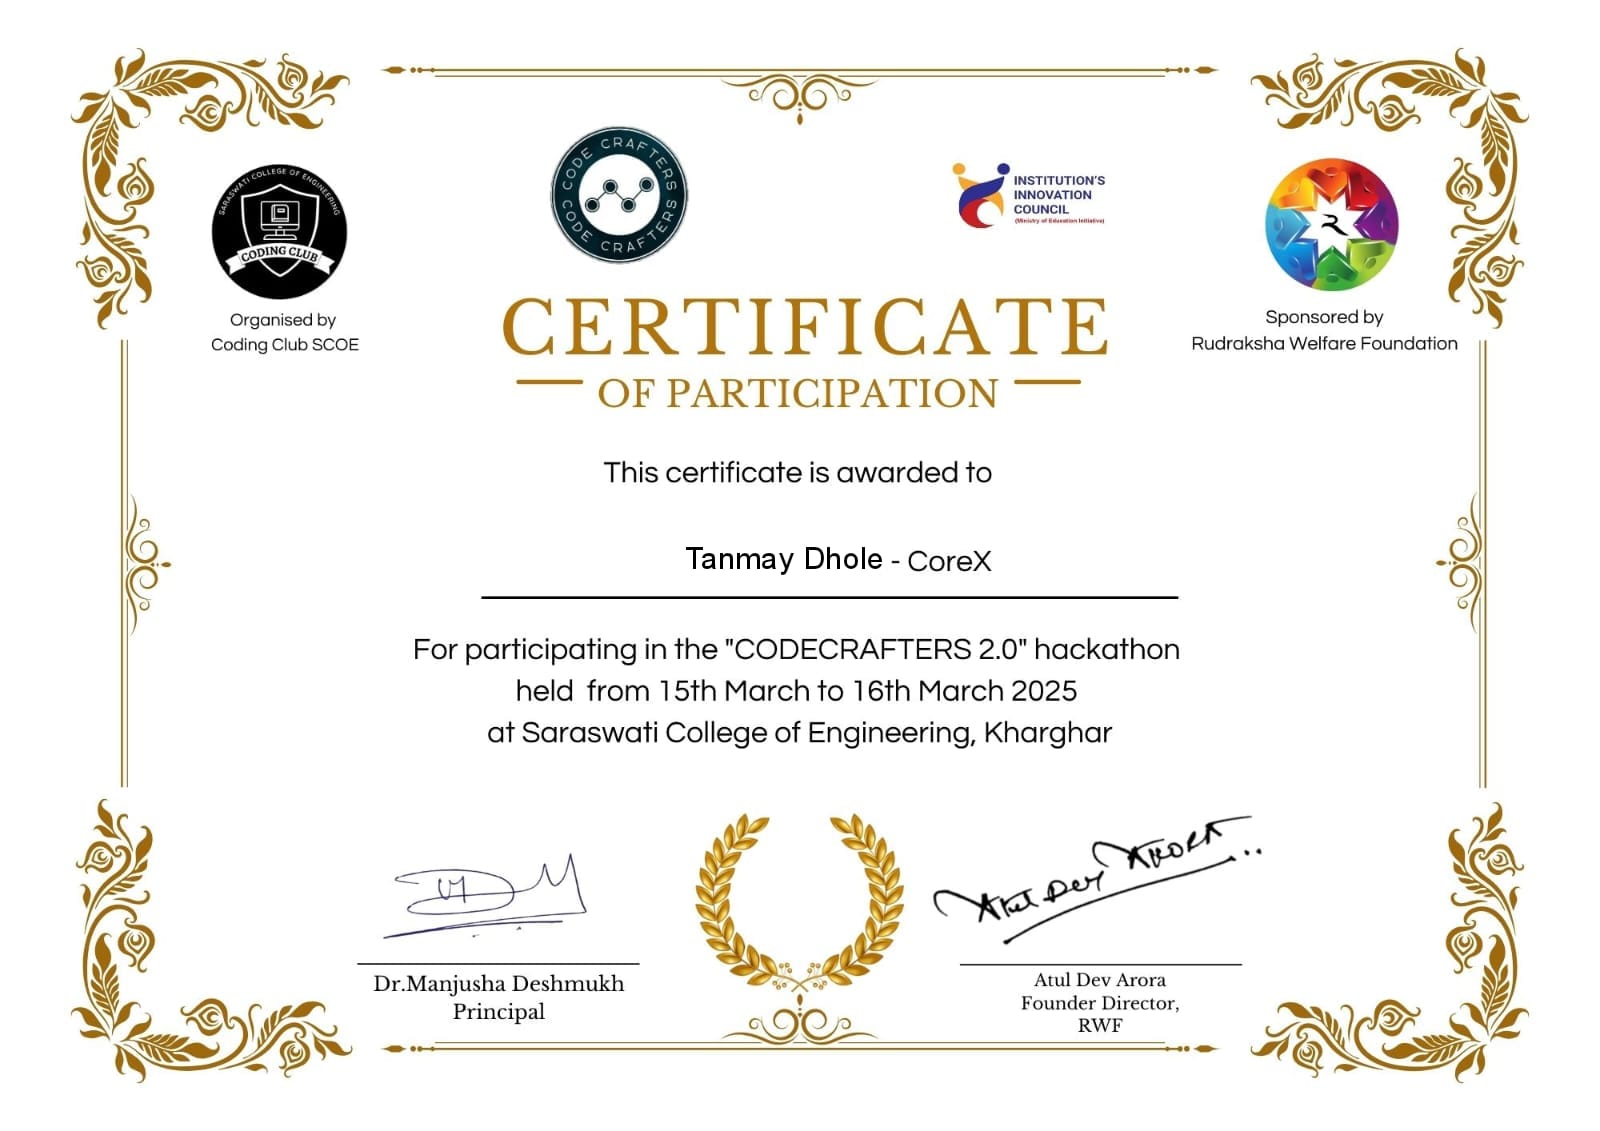 SARASWATI COLLEGE OF ENGINEERING
CODING CLUB
Organised by
Coding Club SCOE
CODE CRAFTERS
CODE CRAFTERS
INSTITUTION'S
INNOVATION
COUNCIL
(Ministry of Education Initiative)
Sponsored by
Rudraksha Welfare Foundation
CERTIFICATE
OF PARTICIPATION
This certificate is awarded to
Tanmay Dhole - CoreX
For participating in the "CODECRAFTERS 2.0" hackathon
held from 15th March to 16th March 2025
at Saraswati College of Engineering, Kharghar
Dr.Manjusha Deshmukh
Principal
Atul Dev Arora
Atul Dev Arora
Founder Director,
RWF